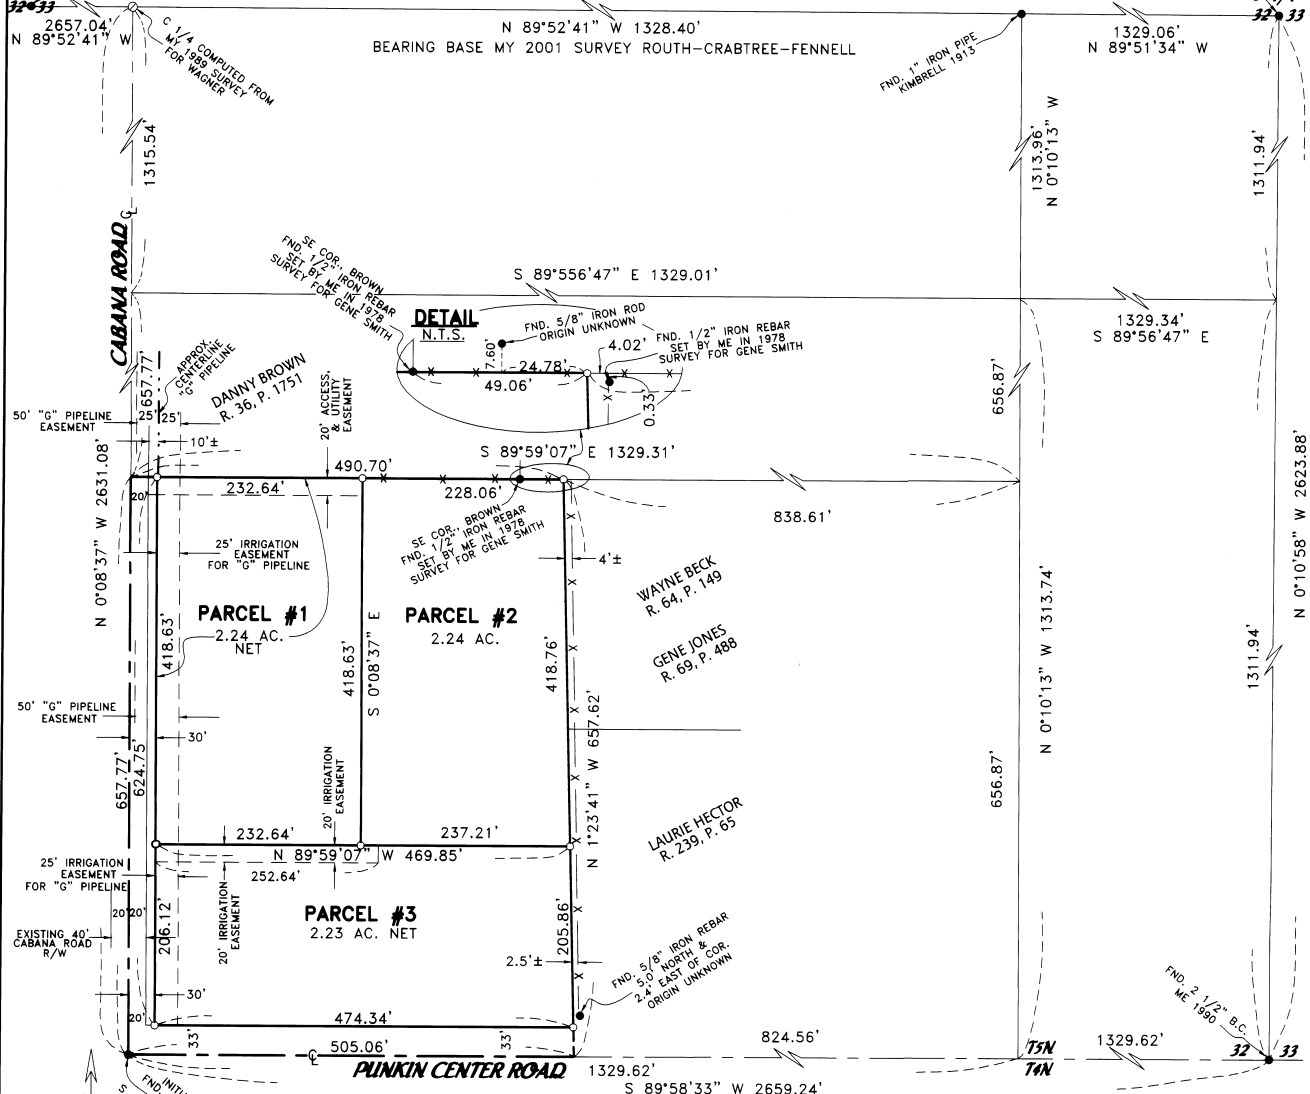 32 33
2657.04'
N 89°52'41" W
C 1/4 COMPUTED FROM
MY 1989 SURVEY
FOR WAGNER
N 89°52'41" W 1328.40'
BEARING BASE MY 2001 SURVEY ROUTH-CRABTREE-FENNELL
FND. 1" IRON PIPE
KIMBRELL 1913
1329.06'
N 89°51'34" W
32 33
1315.54
CABANA ROAD
1313.96'
N 0°10'13" W
1311.94'
S 89°556'47" E 1329.01'
1329.34'
S 89°56'47" E
SE COR., BROWN
FND. 1/2" IRON REBAR
SET BY ME IN 1978
SURVEY FOR GENE SMITH
DETAIL
N.T.S.
FND. 5/8" IRON ROD
ORIGIN UNKNOWN
FND. 1/2" IRON REBAR
SET BY ME IN 1978
SURVEY FOR GENE SMITH
7.60'
24.78'
4.02'
49.06'
0.33'
657.77'
APPROX.
CENTERLINE
"G" PIPELINE
DANNY BROWN
R. 36, P. 1751
20' ACCESS,
& UTILITY
EASEMENT
50' "G" PIPELINE
EASEMENT
25' 25'
10'±
656.87'
S 89°59'07" E 1329.31'
490.70'
232.64'
228.06'
20'
838.61'
N 0°08'37" W 2631.08'
N 0°10'58" W 2623.88'
SE COR., BROWN
FND. 1/2" IRON REBAR
SET BY ME IN 1978
SURVEY FOR GENE SMITH
25' IRRIGATION
EASEMENT
FOR "G" PIPELINE
4'±
WAYNE BECK
R. 64, P. 149
PARCEL #1
2.24 AC.
NET
PARCEL #2
2.24 AC.
418.63'
418.63'
S 0°08'37" E
418.76'
GENE JONES
R. 69, P. 488
N 0°10'13" W 1313.74'
1311.94'
50' "G" PIPELINE
EASEMENT
30'
657.77'
624.75'
N 1°23'41" W 657.62'
20' IRRIGATION
EASEMENT
656.87'
LAURIE HECTOR
R. 239, P. 65
232.64'
237.21'
N 89°59'07" W 469.85'
252.64'
25' IRRIGATION
EASEMENT
FOR "G" PIPELINE
20' 20'
206.12'
20' IRRIGATION
EASEMENT
PARCEL #3
2.23 AC. NET
205.86'
EXISTING 40'
CABANA ROAD
R/W
2.5'±
FND. 5/8" IRON REBAR
5.0' NORTH &
2.4' EAST OF COR.
ORIGIN UNKNOWN
30'
20'
FND. 2 1/2" B.C.
ME 1990
474.34'
33'
33'
505.06'
824.56'
1329.62'
32 33
T5N
T4N
PUNKIN CENTER ROAD
1329.62'
S 89°58'33" W 2659.24'